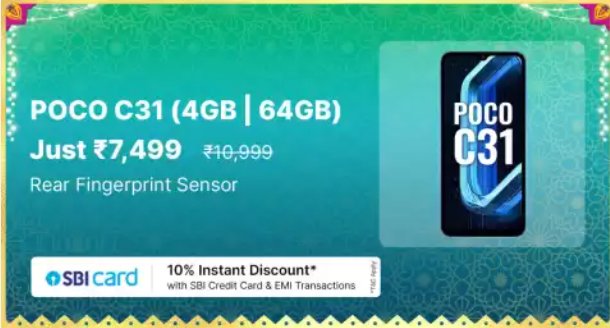 POCO C31 (4GB | 64GB)
Just ₹7,499 ₹10,999
Rear Fingerprint Sensor
POCO
C31
SBI card
10% Instant Discount*
with SBI Credit Card & EMI Transactions
*T&C Apply